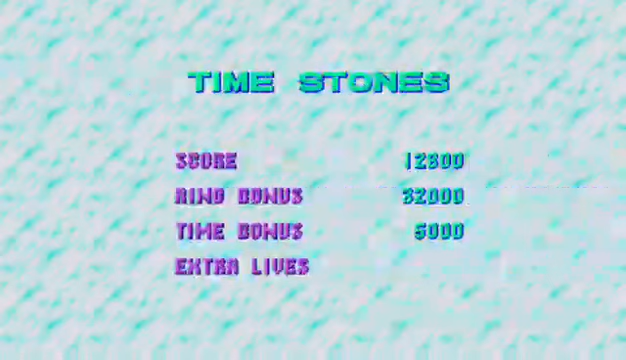 TIME STONES
SCORE 12800
RING BONUS 32000
TIME BONUS 5000
EXTRA LIVES